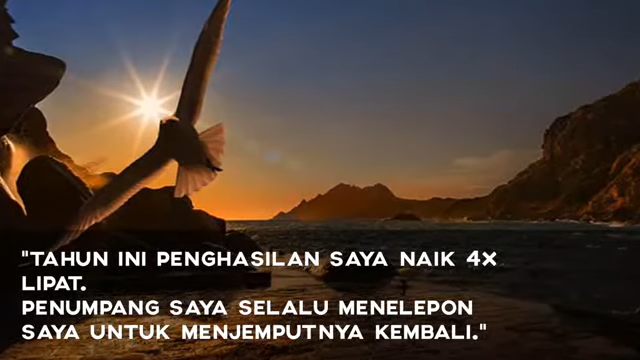 "TAHUN INI PENGHASILAN SAYA NAIK 4X
LIPAT.
PENUMPANG SAYA SELALU MENELEPON
SAYA UNTUK MENJEMPUTNYA KEMBALI."